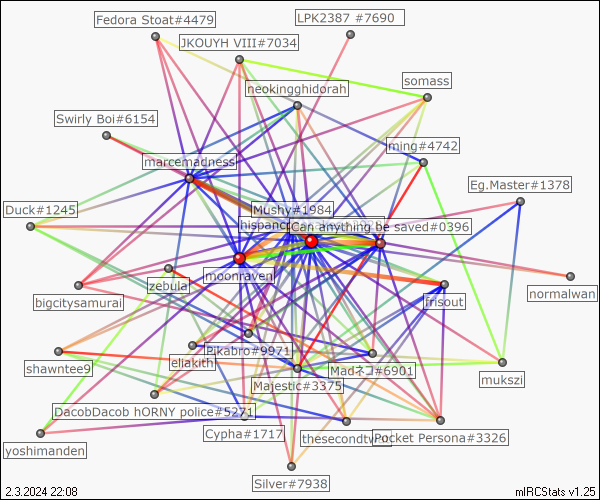 Fedora Stoat#4479
LPK2387 #7690
JKOUYH VIII#7034
somass
neokingghidorah
Swirly Boi#6154
ming#4742
marcemadness
Eg.Master#1378
Duck#1245
Mushy#1984
Can anything be saved#0396
moonraven
zebula
bigcitysamurai
frisout
normalwan
Pikabro#9971
eliakith
shawntee9
Madネコ#6901
Majestic#3375
mukszi
DacobDacob hORNY police#5271
Cypha#1717
thesecondtw
Pocket Persona#3326
yoshimanden
Silver#7938
2.3.2024 22:08
mIRCStats v1.25